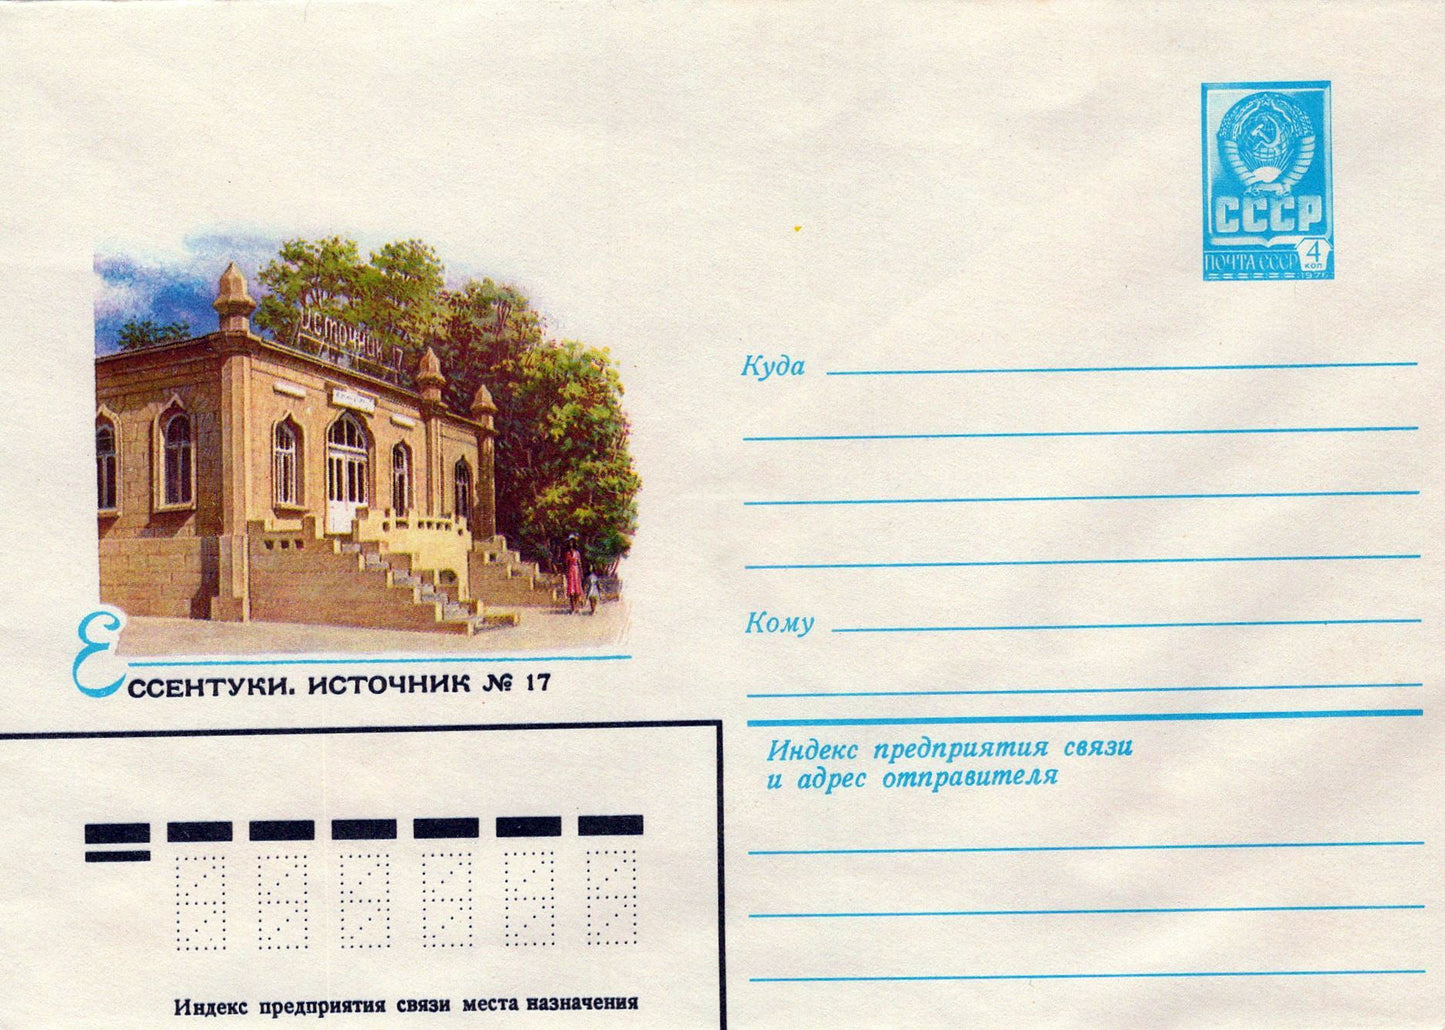 СССР
ПОЧТА СССР
4
КОП
1976
Источник 17
Куда
Кому
ЕССЕНТУКИ. ИСТОЧНИК № 17
Индекс предприятия связи
и адрес отправителя
Индекс предприятия связи места назначения